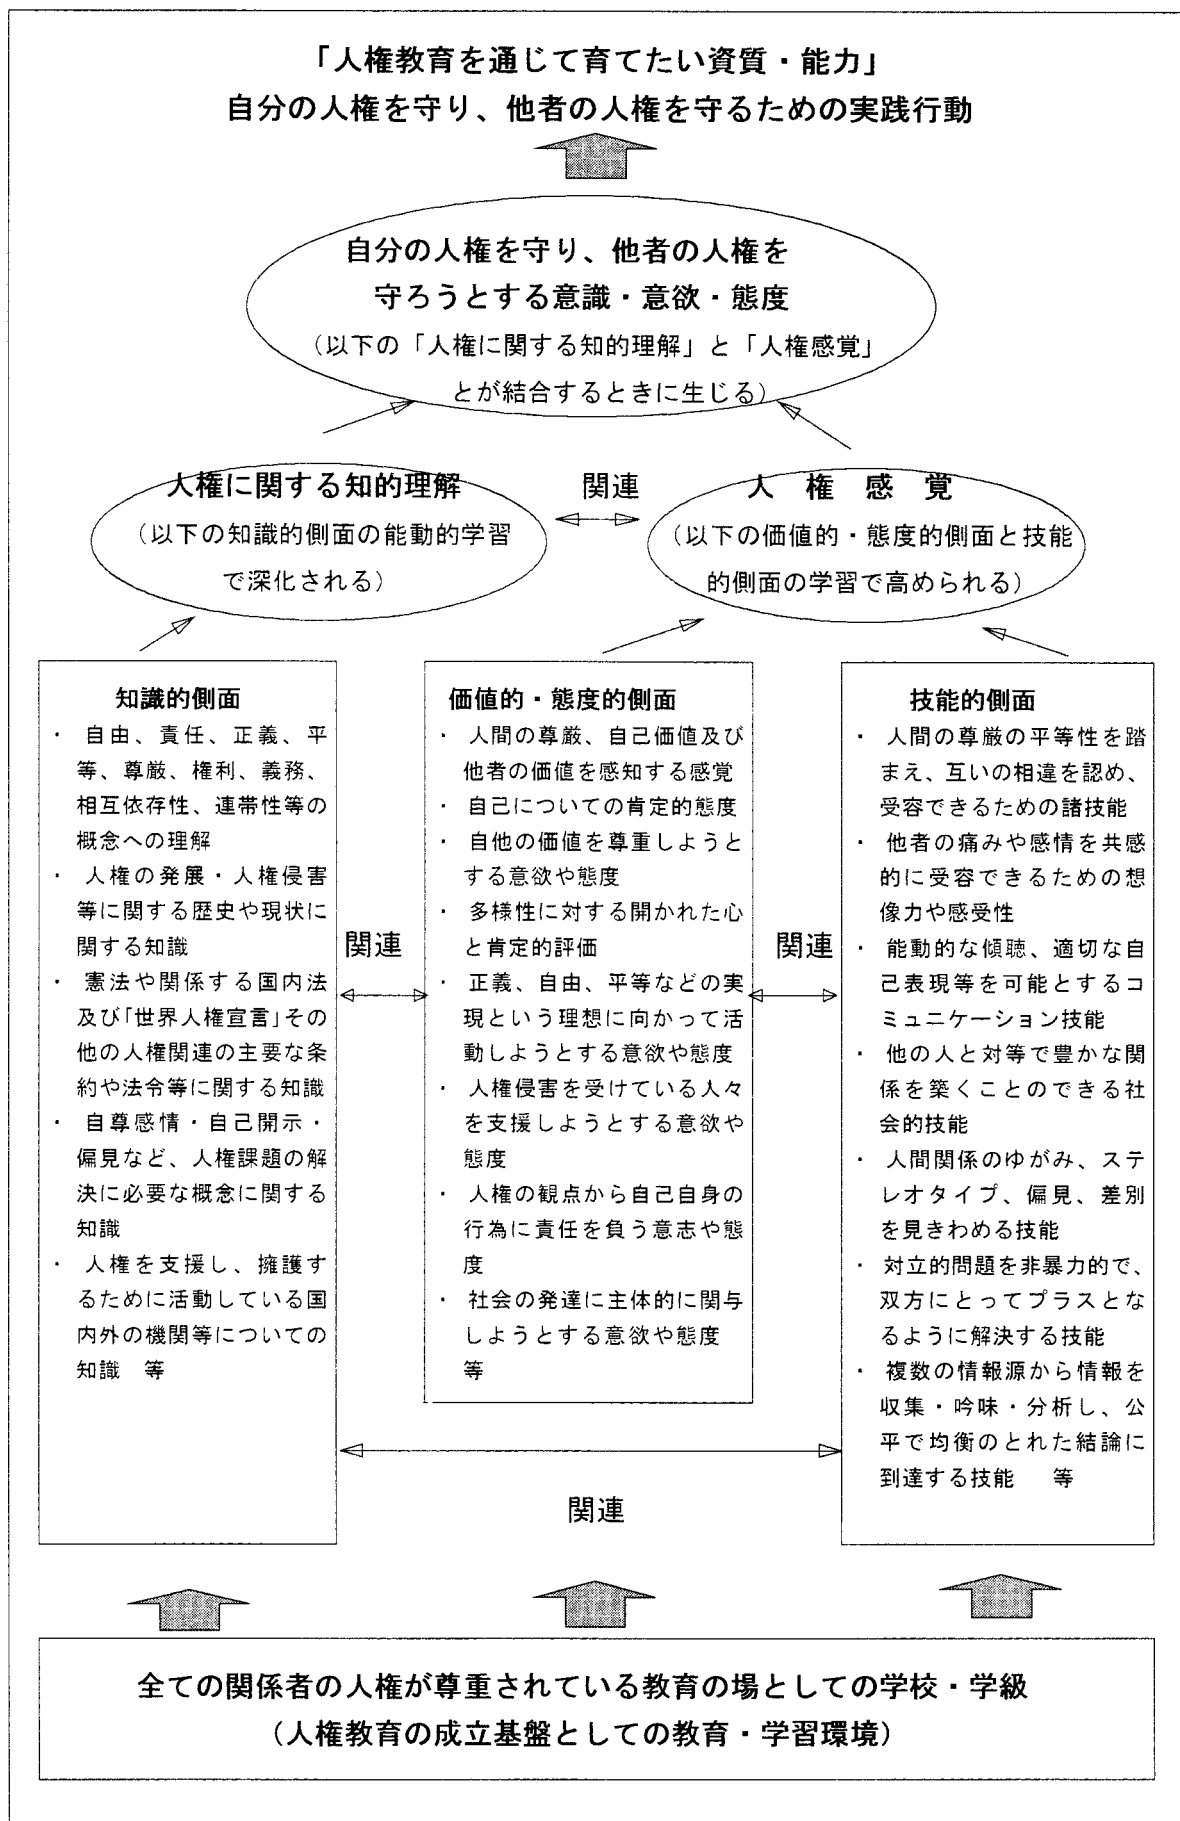 「人権教育を通じて育てたい資質・能力」
自分の人権を守り、他者の人権を守るための実践行動
自分の人権を守り、他者の人権を
守ろうとする意識・意欲・態度
(以下の「人権に関する知的理解」と「人権感覚」
とが結合するときに生じる)
人権に関する知的理解
(以下の知識的側面の能動的学習
で深化される)
関連
人　権　感　覚
(以下の価値的・態度的側面と技能
的側面の学習で高められる)
知識的側面
・ 自由、責任、正義、平
等、尊厳、権利、義務、
相互依存性、連帯性等の
概念への理解
・ 人権の発展・人権侵害
等に関する歴史や現状に
関する知識
・ 憲法や関係する国内法
及び「世界人権宣言」その
他の人権関連の主要な条
約や法令等に関する知識
・ 自尊感情・自己開示・
偏見など、人権課題の解
決に必要な概念に関する
知識
・ 人権を支援し、擁護す
るために活動している国
内外の機関等についての
知識　等
関連
価値的・態度的側面
・ 人間の尊厳、自己価値及び
他者の価値を感知する感覚
・ 自己についての肯定的態度
・ 自他の価値を尊重しようと
する意欲や態度
・ 多様性に対する開かれた心
と肯定的評価
・ 正義、自由、平等などの実
現という理想に向かって活
動しようとする意欲や態度
・ 人権侵害を受けている人々
を支援しようとする意欲や
態度
・ 人権の観点から自己自身の
行為に責任を負う意志や態
度
・ 社会の発達に主体的に関与
しようとする意欲や態度
等
関連
技能的側面
・ 人間の尊厳の平等性を踏
まえ、互いの相違を認め、
受容できるための諸技能
・ 他者の痛みや感情を共感
的に受容できるための想
像力や感受性
・ 能動的な傾聴、適切な自
己表現等を可能とするコ
ミュニケーション技能
・ 他の人と対等で豊かな関
係を築くことのできる社
会的技能
・ 人間関係のゆがみ、ステ
レオタイプ、偏見、差別
を見きわめる技能
・ 対立的問題を非暴力的で、
双方にとってプラスとな
るように解決する技能
・ 複数の情報源から情報を
収集・吟味・分析し、公
平で均衡のとれた結論に
到達する技能　等
関連
全ての関係者の人権が尊重されている教育の場としての学校・学級
(人権教育の成立基盤としての教育・学習環境)